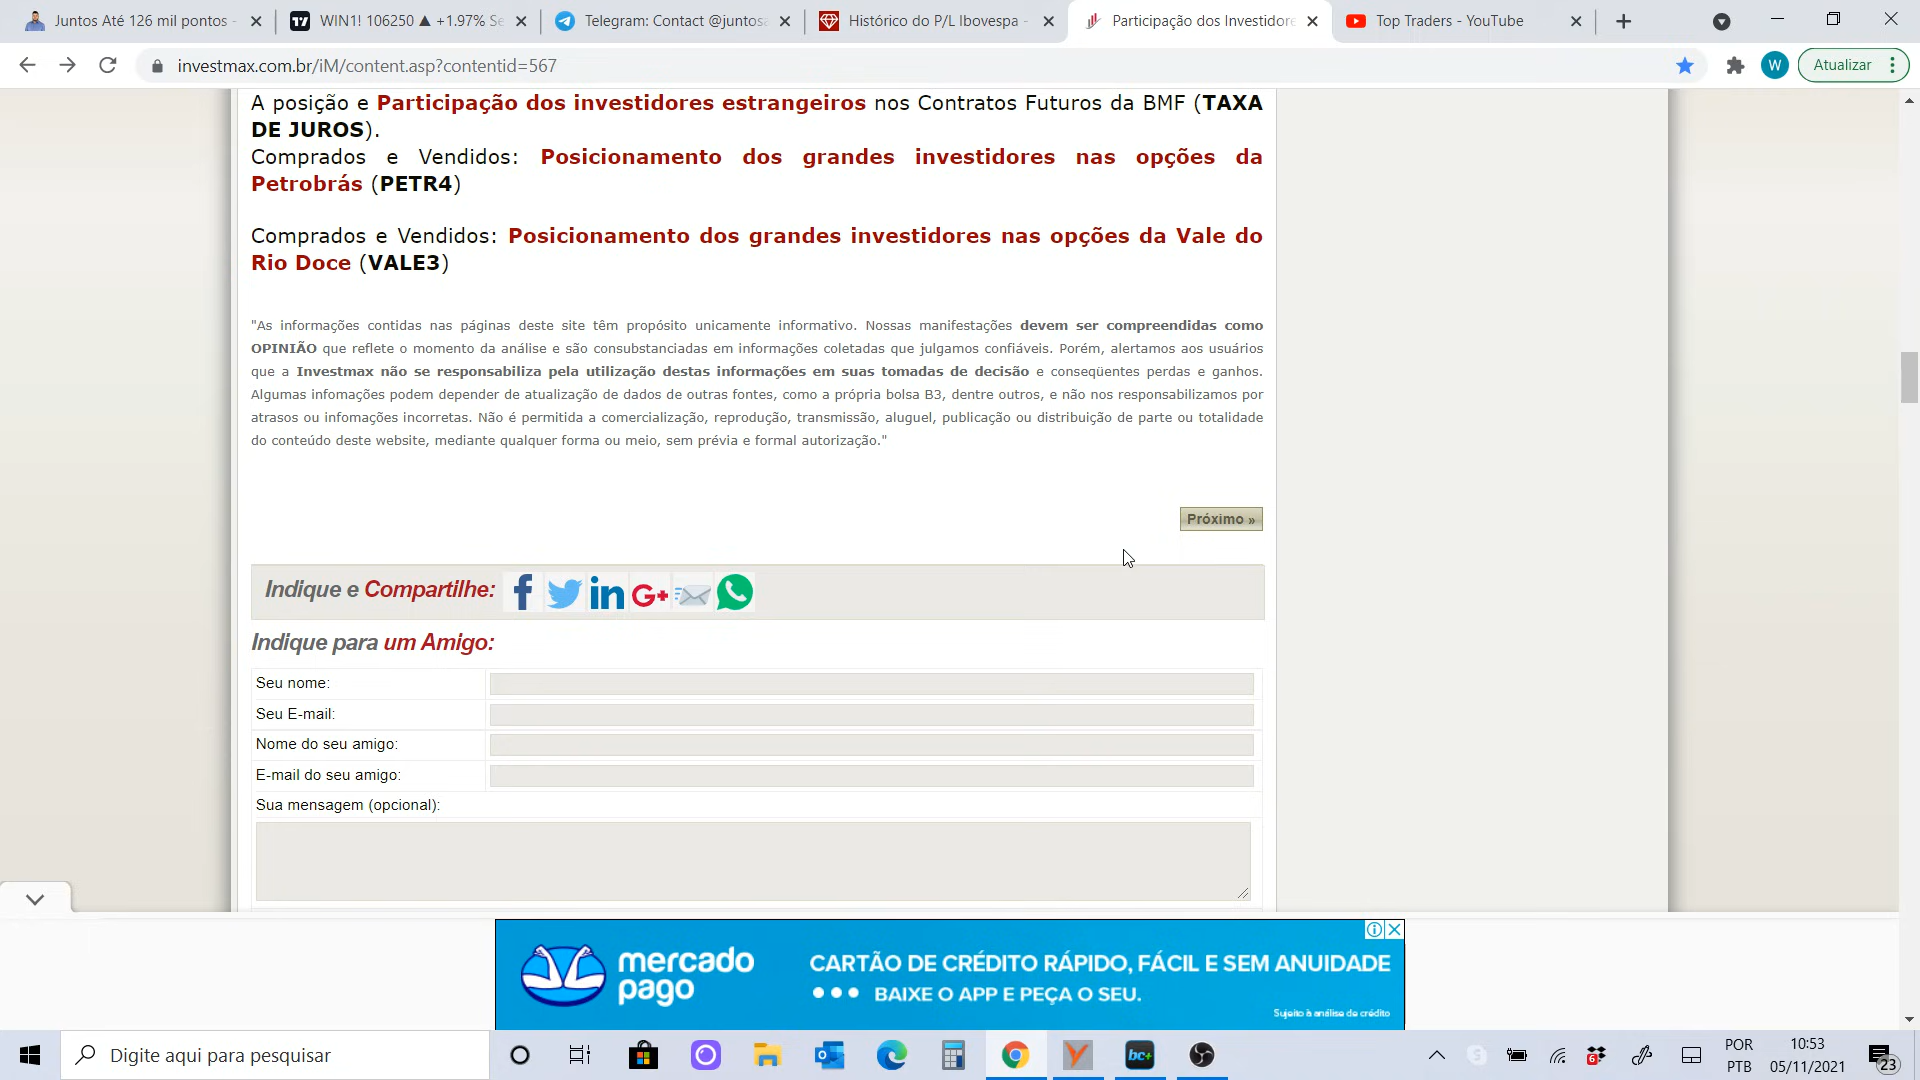 Juntos Até 126 mil pontos -
WIN1! 106250 ▲ +1.97% Se
Telegram: Contact @juntosa
Histórico do P/L Ibovespa -
Participação dos Investidore
Top Traders - YouTube
investmax.com.br/iM/content.asp?contentid=567
W
Atualizar
A posição e Participação dos investidores estrangeiros nos Contratos Futuros da BMF (TAXA
DE JUROS).
Comprados e Vendidos: Posicionamento dos grandes investidores nas opções da
Petrobrás (PETR4)
Comprados e Vendidos: Posicionamento dos grandes investidores nas opções da Vale do
Rio Doce (VALE3)
"As informações contidas nas páginas deste site têm propósito unicamente informativo. Nossas manifestações devem ser compreendidas como
OPINIÃO que reflete o momento da análise e são consubstanciadas em informações coletadas que julgamos confiáveis. Porém, alertamos aos usuários
que a Investmax não se responsabiliza pela utilização destas informações em suas tomadas de decisão e conseqüentes perdas e ganhos.
Algumas infomações podem depender de atualização de dados de outras fontes, como a própria bolsa B3, dentre outros, e não nos responsabilizamos por
atrasos ou infomações incorretas. Não é permitida a comercialização, reprodução, transmissão, aluguel, publicação ou distribuição de parte ou totalidade
do conteúdo deste website, mediante qualquer forma ou meio, sem prévia e formal autorização."
Próximo »
Indique e Compartilhe:
Indique para um Amigo:
Seu nome:
Seu E-mail:
Nome do seu amigo:
E-mail do seu amigo:
Sua mensagem (opcional):
mercado
pago
CARTÃO DE CRÉDITO RÁPIDO, FÁCIL E SEM ANUIDADE
BAIXE O APP E PEÇA O SEU.
Sujeito à análise de crédito
Digite aqui para pesquisar
bc+
6
POR
PTB
10:53
05/11/2021
23